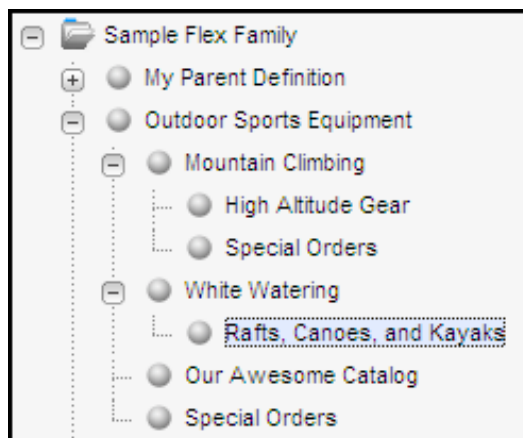 Sample Flex Family
My Parent Definition
Outdoor Sports Equipment
Mountain Climbing
High Altitude Gear
Special Orders
White Watering
Rafts, Canoes, and Kayaks
Our Awesome Catalog
Special Orders